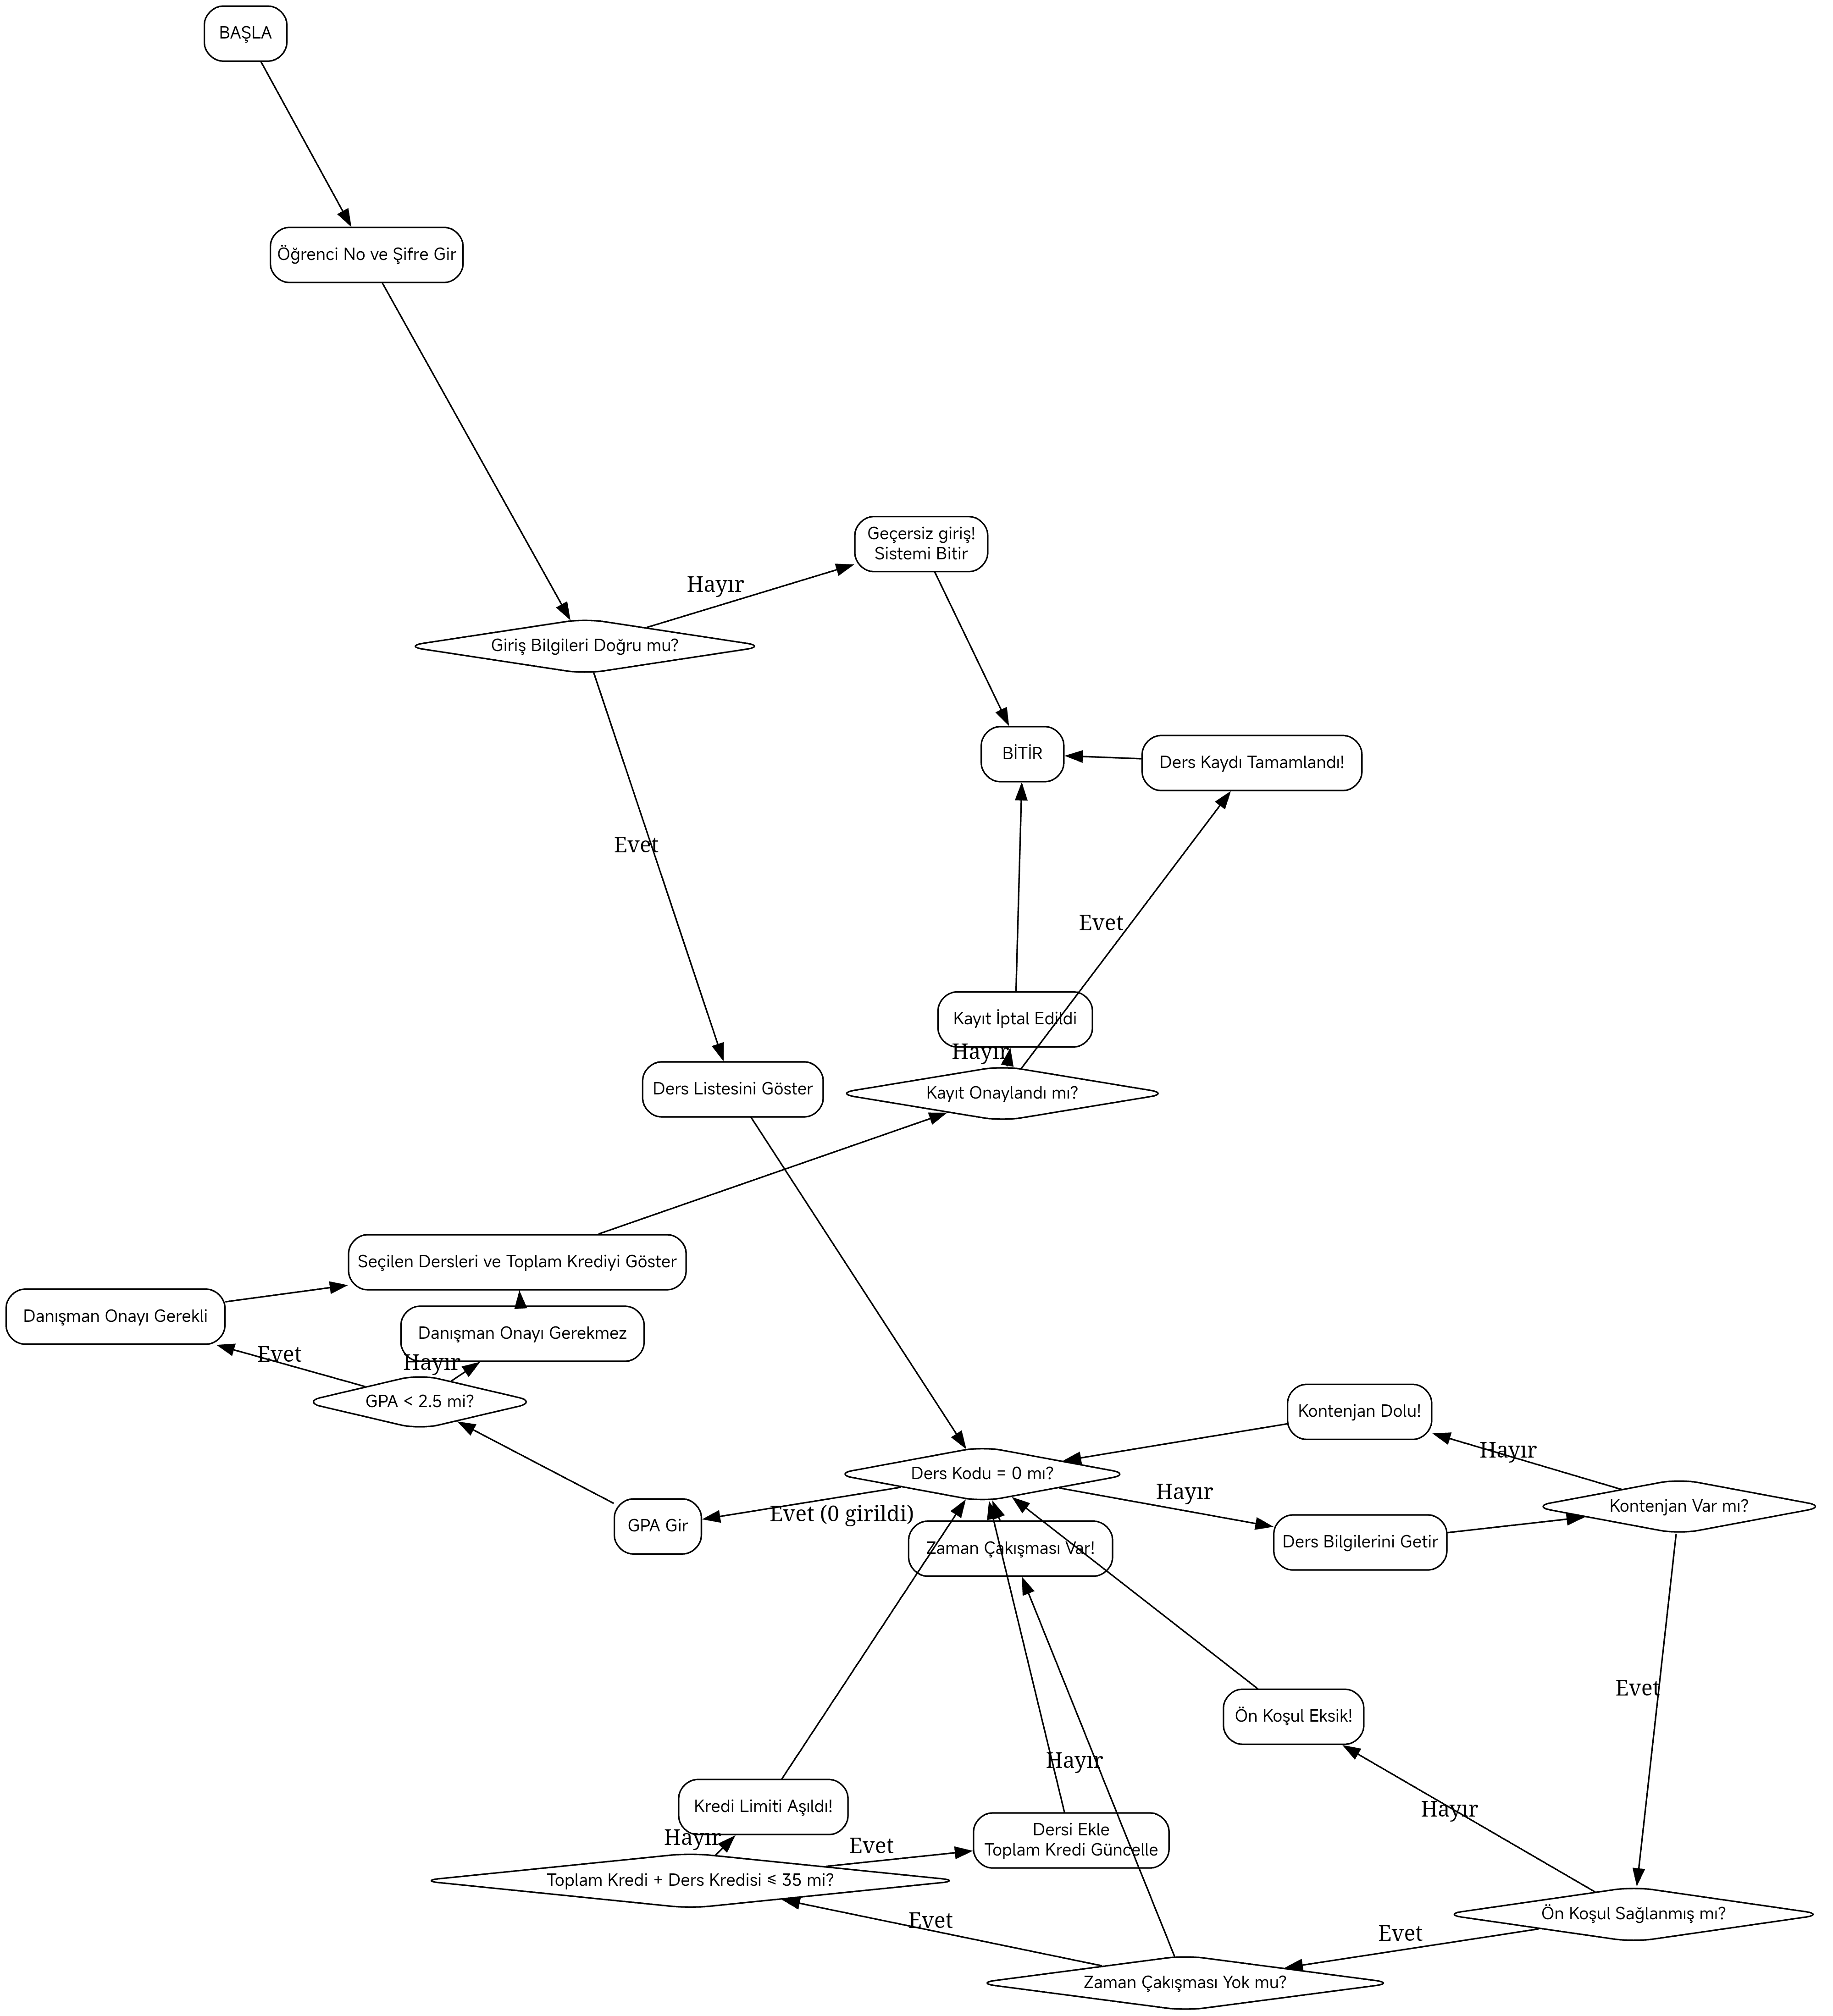 BAŞLA
Öğrenci No ve Şifre Gir
Geçersiz giriş!
Sistemi Bitir
Hayır
Giriş Bilgileri Doğru mu?
BİTİR
Ders Kaydı Tamamlandı!
Evet
Evet
Kayıt İptal Edildi
Hayır
Ders Listesini Göster
Kayıt Onaylandı mı?
Seçilen Dersleri ve Toplam Krediyi Göster
Danışman Onayı Gerekli
Danışman Onayı Gerekmez
Evet
Hayır
GPA < 2.5 mi?
Kontenjan Dolu!
Hayır
Ders Kodu = 0 mı?
Hayır
Kontenjan Var mı?
Evet (0 girildi)
GPA Gir
Ders Bilgilerini Getir
Zaman Çakışması Var!
Evet
Ön Koşul Eksik!
Hayır
Kredi Limiti Aşıldı!
Hayır
Hayır
Evet
Dersi Ekle
Toplam Kredi Güncelle
Toplam Kredi + Ders Kredisi ≤ 35 mi?
Evet
Ön Koşul Sağlanmış mı?
Evet
Zaman Çakışması Yok mu?